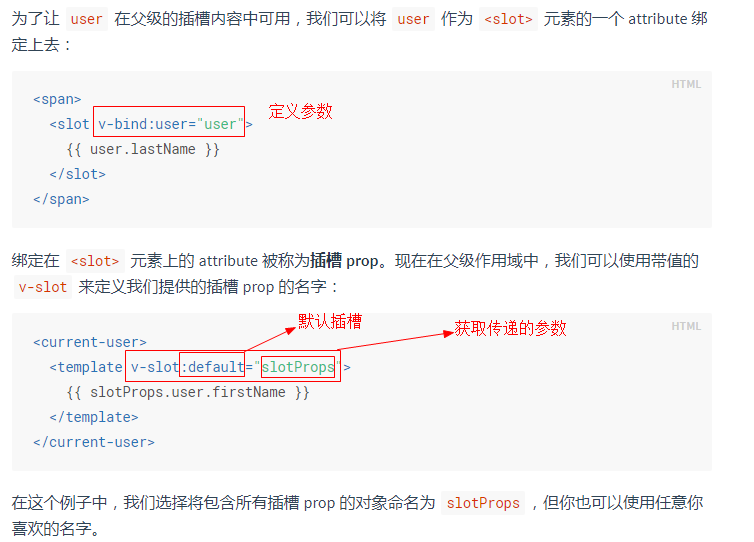 为了让 user 在父级的插槽内容中可用，我们可以将 user 作为 <slot> 元素的一个 attribute 绑
定上去：
HTML
<span>
<slot v-bind:user="user"> 定义参数
{{ user.lastName }}
</slot>
</span>
绑定在 <slot> 元素上的 attribute 被称为插槽 prop。现在在父级作用域中，我们可以使用带值的
v-slot 来定义我们提供的插槽 prop 的名字：
默认插槽 获取传递的参数 HTML
<current-user>
<template v-slot:default="slotProps">
{{ slotProps.user.firstName }}
</template>
</current-user>
在这个例子中，我们选择将包含所有插槽 prop 的对象命名为 slotProps ，但你也可以使用任意你
喜欢的名字。